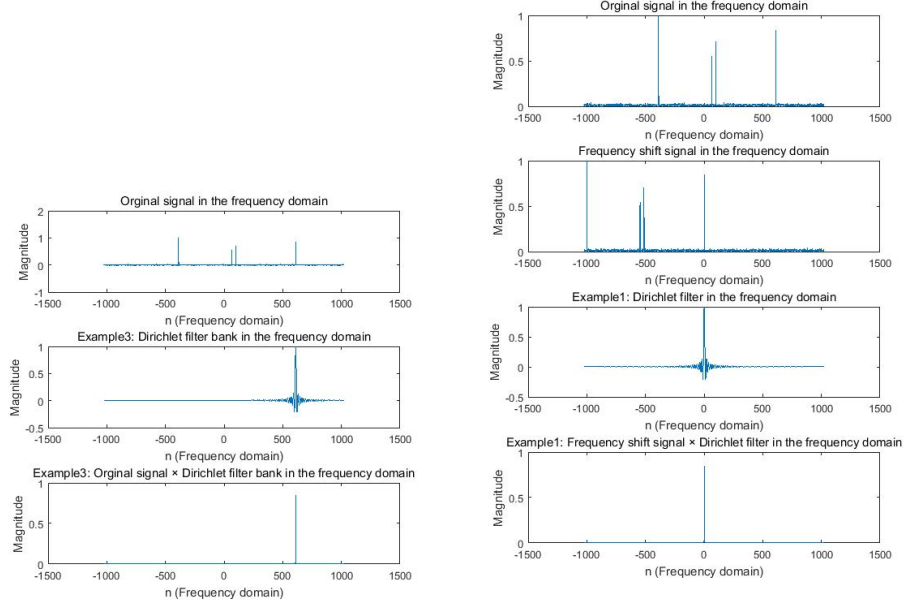 Orginal signal in the frequency domain
2
1
0
-1
Magnitude
-1500 -1000 -500 0 500 1000 1500
n (Frequency domain)
Example3: Dirichlet filter bank in the frequency domain
1
0.5
0
-0.5
Magnitude
-1500 -1000 -500 0 500 1000 1500
n (Frequency domain)
Example3: Orginal signal × Dirichlet filter bank in the frequency domain
1
0.5
0
Magnitude
-1500 -1000 -500 0 500 1000 1500
n (Frequency domain)
Orginal signal in the frequency domain
1
0.5
0
Magnitude
-1500 -1000 -500 0 500 1000 1500
n (Frequency domain)
Frequency shift signal in the frequency domain
1
0.5
0
Magnitude
-1500 -1000 -500 0 500 1000 1500
n (Frequency domain)
Example1: Dirichlet filter in the frequency domain
1
0.5
0
-0.5
Magnitude
-1500 -1000 -500 0 500 1000 1500
n (Frequency domain)
Example1: Frequency shift signal × Dirichlet filter in the frequency domain
1
0.5
0
Magnitude
-1500 -1000 -500 0 500 1000 1500
n (Frequency domain)